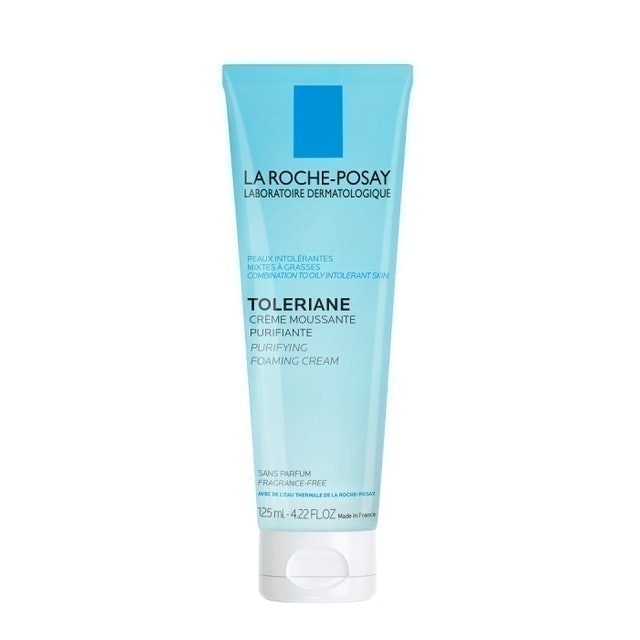 LA ROCHE-POSAY
LABORATOIRE DERMATOLOGIQUE
PEAUX INTOLÉRANTES
MIXTES À GRASSES
COMBINATION TO OILY INTOLERANT SKIN
TOLERIANE
CRÈME MOUSSANTE
PURIFIANTE
PURIFYING
FOAMING CREAM
SANS PARFUM
FRAGRANCE-FREE
AVEC DE L'EAU THERMALE DE LA ROCHE-POSAY
125 mL - 4.22 FL.OZ Made in France